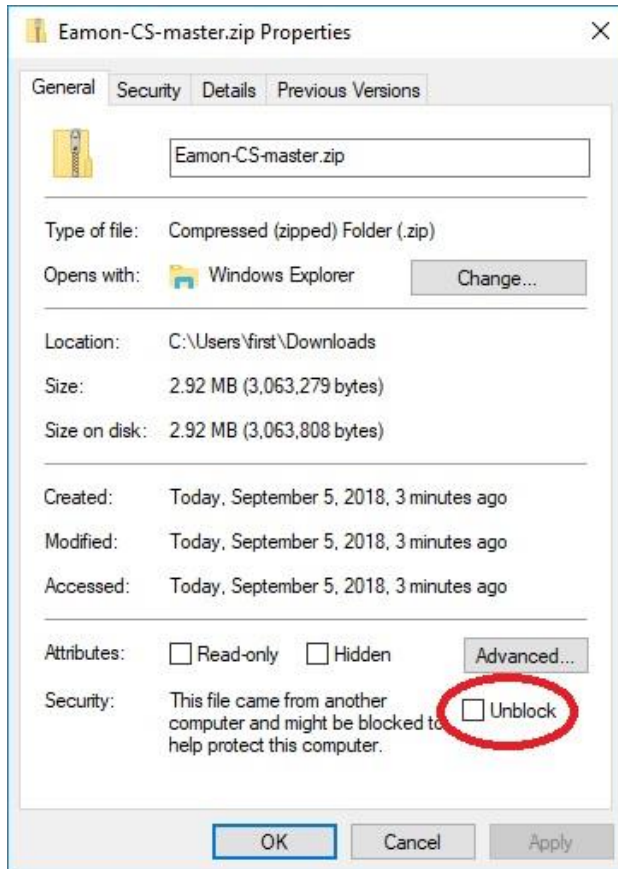 Eamon-CS-master.zip Properties
General Security Details Previous Versions
Eamon-CS-master.zip
Type of file: Compressed (zipped) Folder (.zip)
Opens with: Windows Explorer Change...
Location: C:\Users\first\Downloads
Size: 2.92 MB (3,063,279 bytes)
Size on disk: 2.92 MB (3,063,808 bytes)
Created: Today, September 5, 2018, 3 minutes ago
Modified: Today, September 5, 2018, 3 minutes ago
Accessed: Today, September 5, 2018, 3 minutes ago
Attributes: Read-only Hidden Advanced...
Security: This file came from another
computer and might be blocked to Unblock
help protect this computer.
OK Cancel Apply